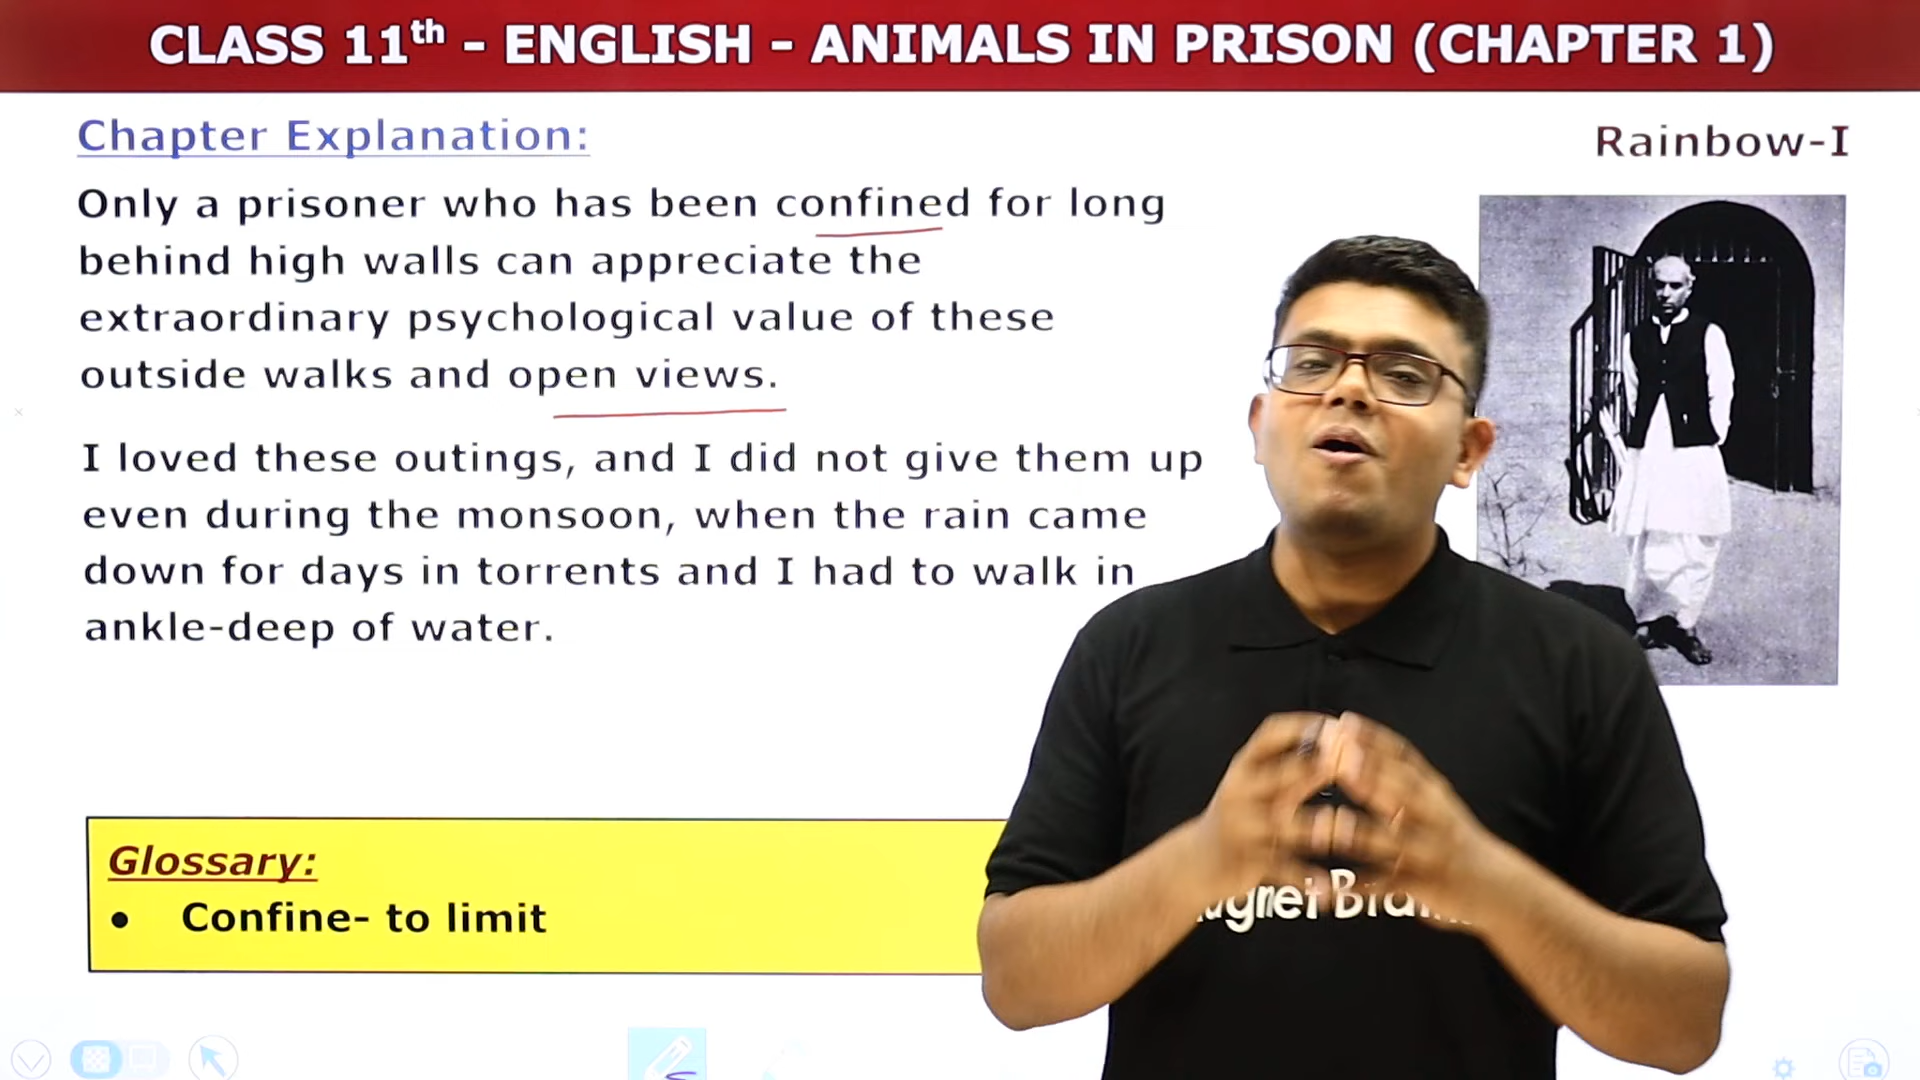 CLASS 11th - ENGLISH - ANIMALS IN PRISON (CHAPTER 1)
Chapter Explanation:
Rainbow-I
Only a prisoner who has been confined for long
behind high walls can appreciate the
extraordinary psychological value of these
outside walks and open views.
I loved these outings, and I did not give them up
even during the monsoon, when the rain came
down for days in torrents and I had to walk in
ankle-deep of water.
Glossary:
• Confine- to limit